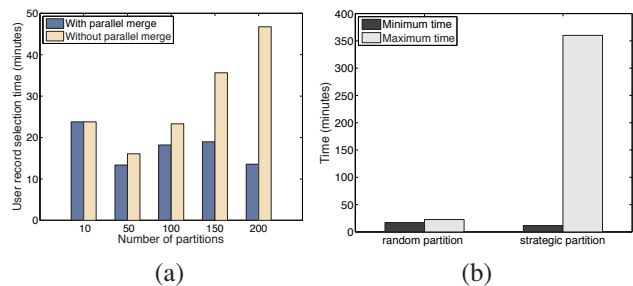 With parallel merge
Without parallel merge
User record selection time (minutes)
50
40
30
20
10
0
10 50 100 150 200
Number of partitions
(a)
Minimum time
Maximum time
Time (minutes)
400
350
300
250
200
150
100
50
0
random partition strategic partition
(b)